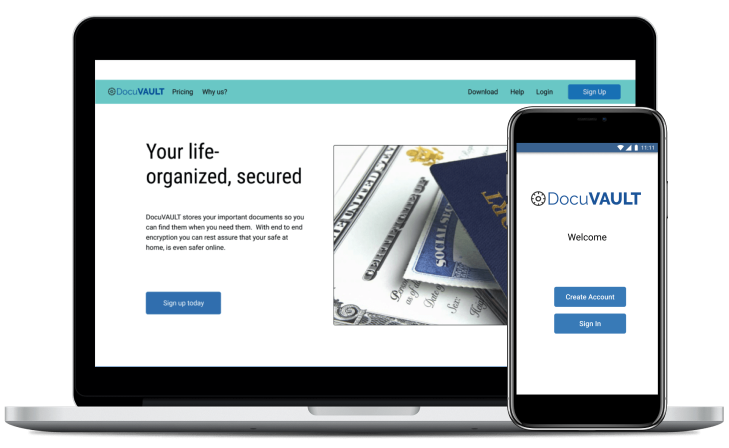 DocuVAULT Pricing Why us? Download Help Login Sign Up
Your life-
organized, secured
DocuVAULT stores your important documents so you
can find them when you need them. With end to end
encryption you can rest assure that your safe at
home, is even safer online.
Sign up today
SOCIAL
11:11
DocuVAULT
Welcome
Create Account
Sign In